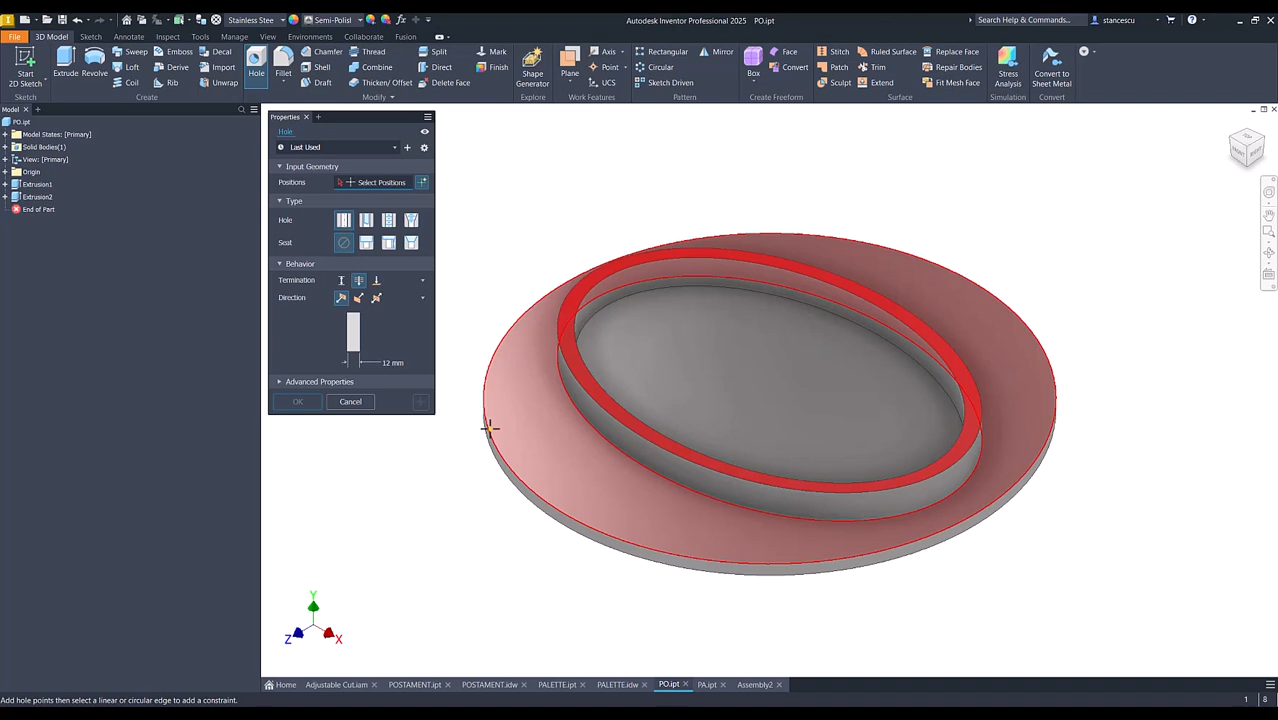 Stainless Stee
Semi-Polisl
Autodesk Inventor Professional 2025 PO.ipt
Search Help & Commands...
stancescu
File 3D Model Sketch Annotate Inspect Tools Manage View Environments Collaborate Fusion
Start 2D Sketch
Sketch
Extrude Revolve
Sweep Emboss Decal
Loft Derive Import
Coil Rib Unwrap
Create
Hole Fillet
Chamfer Thread Split Mark
Shell Combine Direct Finish
Draft Thicken/ Offset Delete Face
Modify
Shape Generator
Explore
Plane
Axis
Point
UCS
Work Features
Rectangular Mirror
Circular
Sketch Driven
Pattern
Box
Face
Convert
Create Freeform
Stitch Ruled Surface Replace Face
Patch Trim Repair Bodies
Sculpt Extend Fit Mesh Face
Surface
Stress Analysis
Simulation
Convert to Sheet Metal
Convert
Model
PO.ipt
Model States: [Primary]
Solid Bodies(1)
View: [Primary]
Origin
Extrusion1
Extrusion2
End of Part
Properties
Hole
Last Used
Input Geometry
Positions Select Positions
Type
Hole
Seat
Behavior
Termination
Direction
12 mm
Advanced Properties
OK Cancel
TOP
FRONT RIGHT
Y
Z X
Home Adjustable Cut.iam POSTAMENT.ipt POSTAMENT.idw PALETTE.ipt PALETTE.idw PO.ipt PA.ipt Assembly2
Add hole points then select a linear or circular edge to add a constraint.
1 8